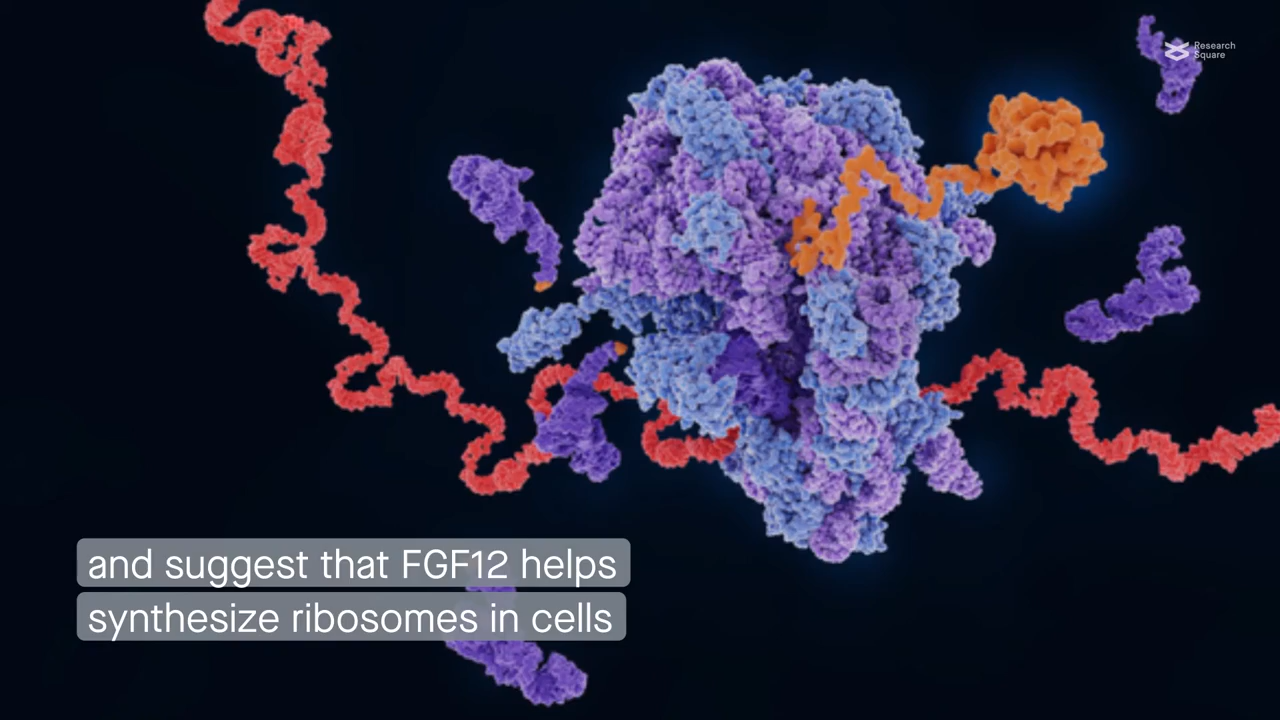 Research
Square
and suggest that FGF12 helps
synthesize ribosomes in cells